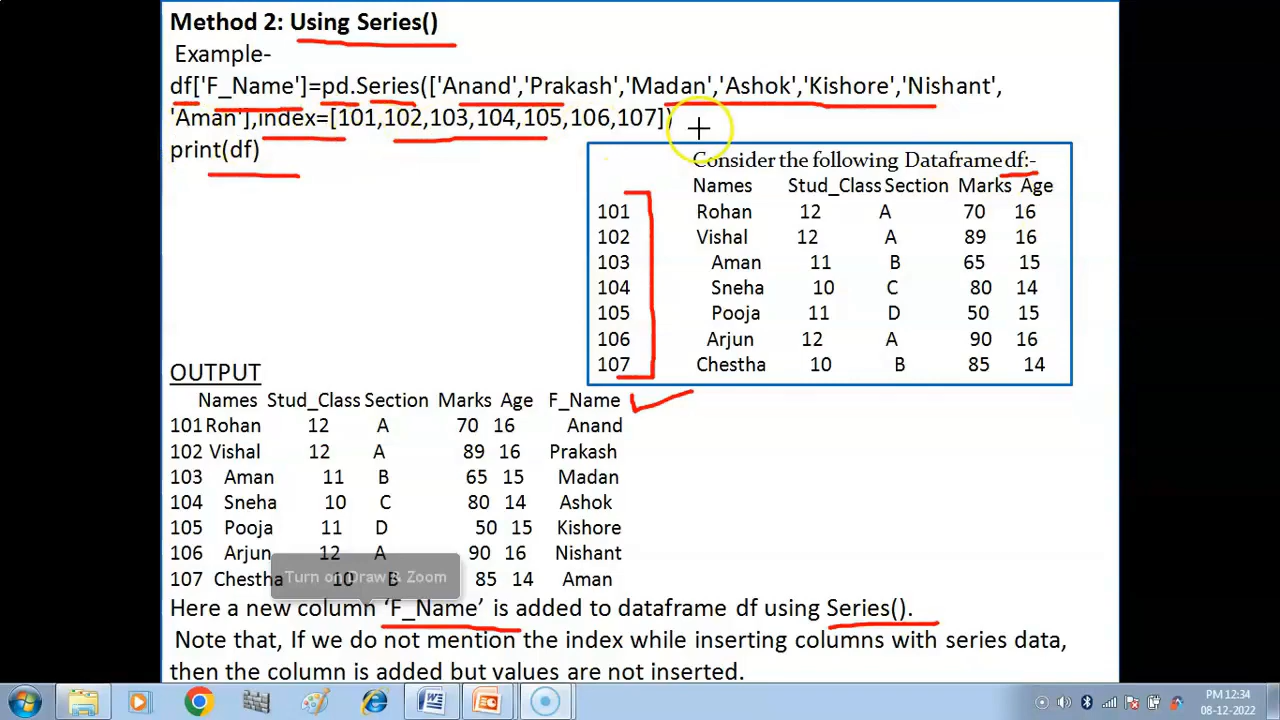 Method 2: Using Series()
Example-
df['F_Name']=pd.Series(['Anand','Prakash','Madan','Ashok','Kishore','Nishant',
'Aman'],index=[101,102,103,104,105,106,107])
print(df)
Consider the following Dataframe df:-
Names Stud_Class Section Marks Age
101 Rohan 12 A 70 16
102 Vishal 12 A 89 16
103 Aman 11 B 65 15
104 Sneha 10 C 80 14
105 Pooja 11 D 50 15
106 Arjun 12 A 90 16
107 Chestha 10 B 85 14
OUTPUT
Names Stud_Class Section Marks Age F_Name
101 Rohan 12 A 70 16 Anand
102 Vishal 12 A 89 16 Prakash
103 Aman 11 B 65 15 Madan
104 Sneha 10 C 80 14 Ashok
105 Pooja 11 D 50 15 Kishore
106 Arjun 12 A 90 16 Nishant
107 Chestha 10 B 85 14 Aman
Turn on Draw & Zoom
Here a new column ‘F_Name’ is added to dataframe df using Series().
Note that, If we do not mention the index while inserting columns with series data,
then the column is added but values are not inserted.
PM 12:34
08-12-2022